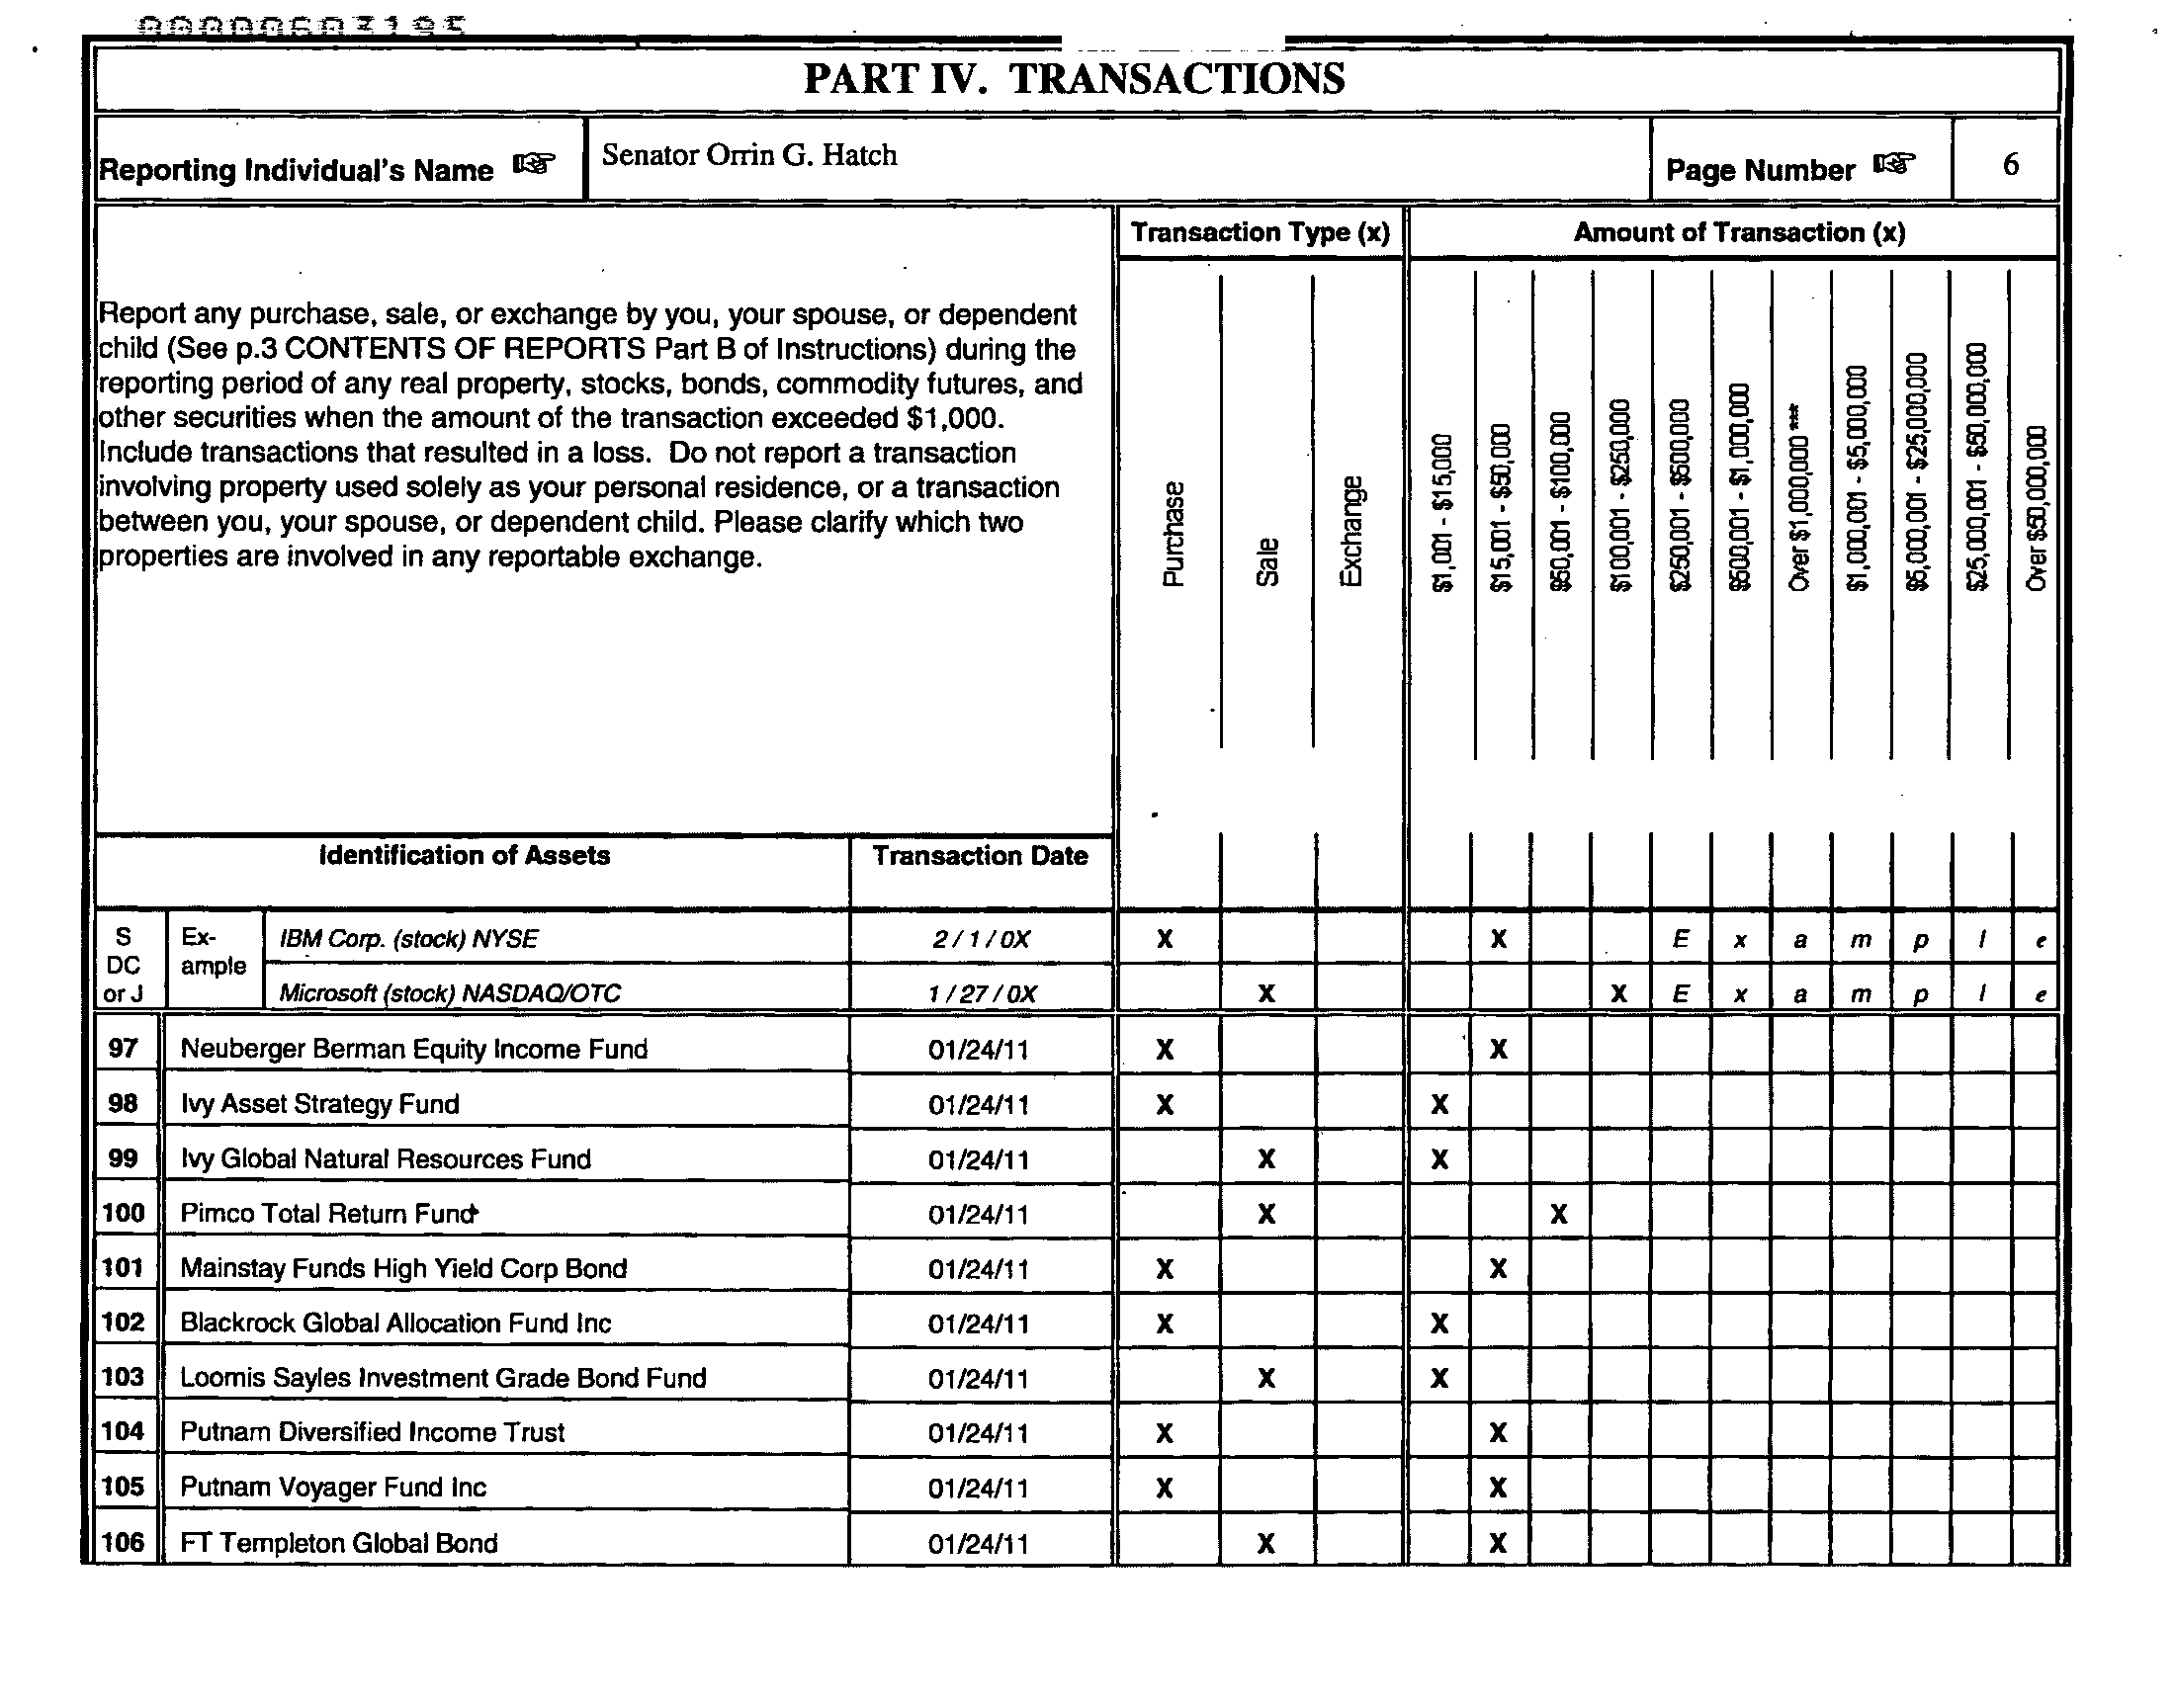 000000603195
PART IV. TRANSACTIONS
Reporting Individual's Name Senator Orrin G. Hatch Page Number 6
Transaction Type (x) Amount of Transaction (x)
Report any purchase, sale, or exchange by you, your spouse, or dependent
child (See p.3 CONTENTS OF REPORTS Part B of Instructions) during the
reporting period of any real property, stocks, bonds, commodity futures, and
other securities when the amount of the transaction exceeded $1,000.
Include transactions that resulted in a loss. Do not report a transaction
involving property used solely as your personal residence, or a transaction
between you, your spouse, or dependent child. Please clarify which two
properties are involved in any reportable exchange.
Purchase
Sale
Exchange
$1,001 - $15,000
$15,001 - $50,000
$50,001 - $100,000
$100,001 - $250,000
$250,001 - $500,000
$500,001 - $1,000,000
Over $1,000,000***
$1,000,001 - $5,000,000
$5,000,001 - $25,000,000
$25,000,001 - $50,000,000
Over $50,000,000
Identification of Assets Transaction Date
S DC or J
Ex-ample
IBM Corp. (stock) NYSE 2 / 1 / 0X X X E x a m p l e
Microsoft (stock) NASDAQ/OTC 1 / 27 / 0X X X E x a m p l e
97 Neuberger Berman Equity Income Fund 01/24/11 X X
98 Ivy Asset Strategy Fund 01/24/11 X X
99 Ivy Global Natural Resources Fund 01/24/11 X X
100 Pimco Total Return Fund 01/24/11 X X
101 Mainstay Funds High Yield Corp Bond 01/24/11 X X
102 Blackrock Global Allocation Fund Inc 01/24/11 X X
103 Loomis Sayles Investment Grade Bond Fund 01/24/11 X X
104 Putnam Diversified Income Trust 01/24/11 X X
105 Putnam Voyager Fund Inc 01/24/11 X X
106 FT Templeton Global Bond 01/24/11 X X